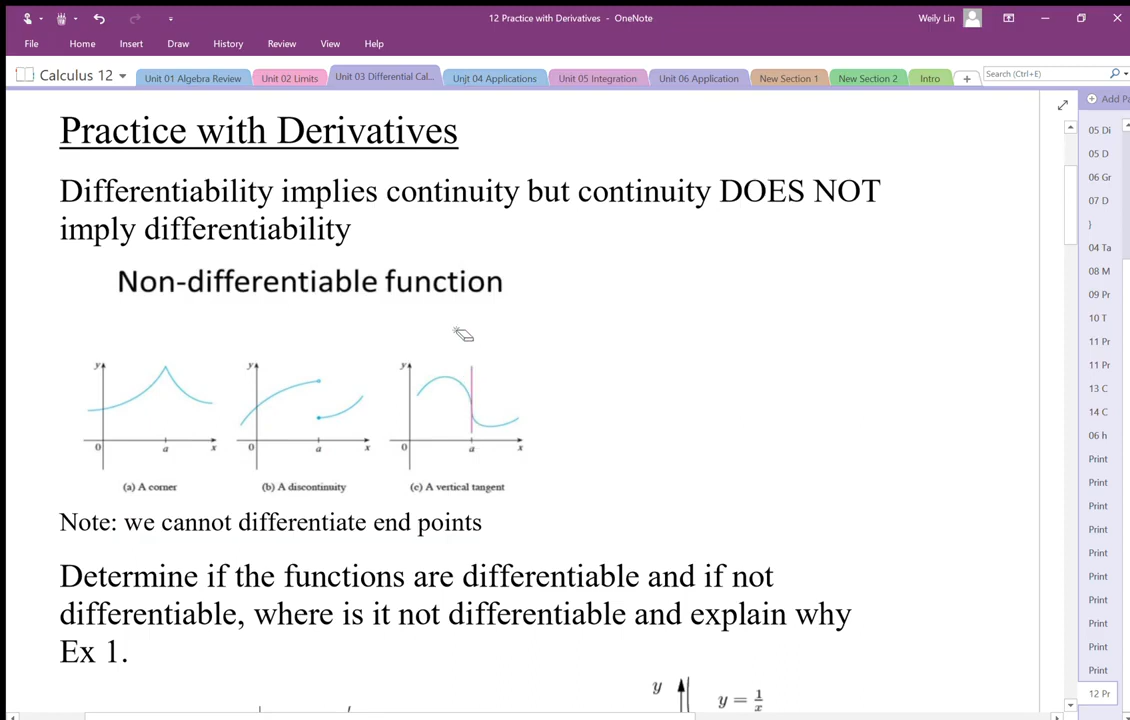 12 Practice with Derivatives - OneNote
Weily Lin
File Home Insert Draw History Review View Help
Calculus 12
Unit 01 Algebra Review
Unit 02 Limits
Unit 03 Differential Cal...
Unit 04 Applications
Unit 05 Integration
Unit 06 Application
New Section 1
New Section 2
Intro
+
Search (Ctrl+E)
Practice with Derivatives
Differentiability implies continuity but continuity DOES NOT
imply differentiability
Non-differentiable function
y 0 a x
(a) A corner
y 0 a x
(b) A discontinuity
y 0 a x
(c) A vertical tangent
Note: we cannot differentiate end points
Determine if the functions are differentiable and if not
differentiable, where is it not differentiable and explain why
Ex 1.
y
y = 1/x
Add Pa
05 Di
05 D
06 Gr
07 D
}
04 Ta
08 M
09 Pr
10 T
11 Pr
11 Pr
13 C
14 C
06 h
Print
Print
Print
Print
Print
Print
Print
Print
Print
Print
12 Pr